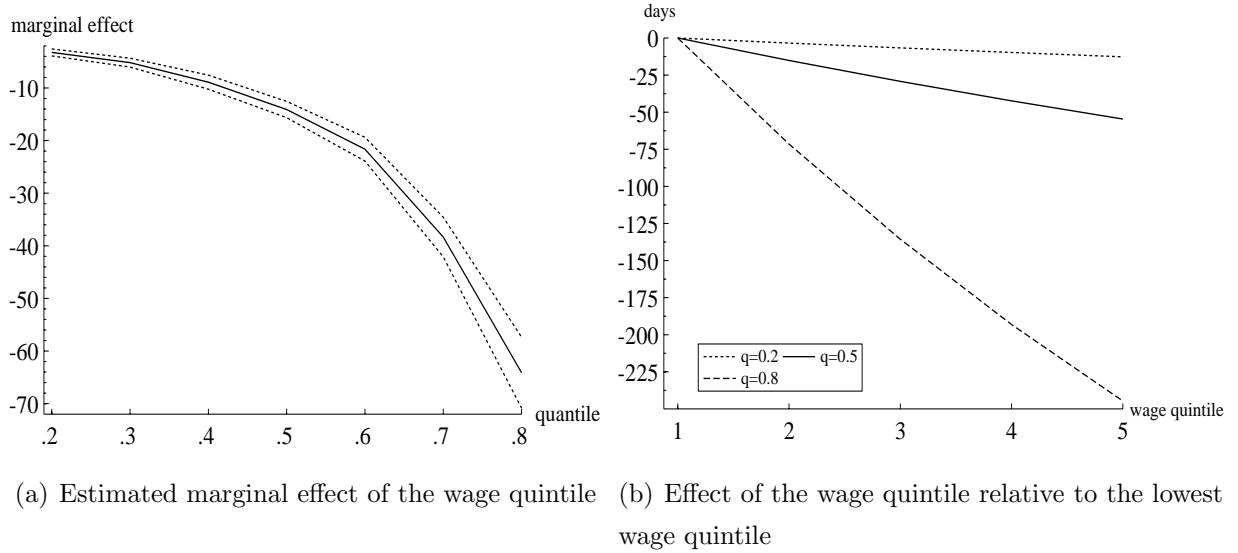 marginal effect
-10
-20
-30
-40
-50
-60
-70
.2 .3 .4 .5 .6 .7 .8
quantile
days
0
-25
-50
-75
-100
-125
-150
-175
-200
-225
q=0.2 q=0.5
q=0.8
1 2 3 4 5
wage quintile
(a) Estimated marginal effect of the wage quintile
(b) Effect of the wage quintile relative to the lowest
wage quintile